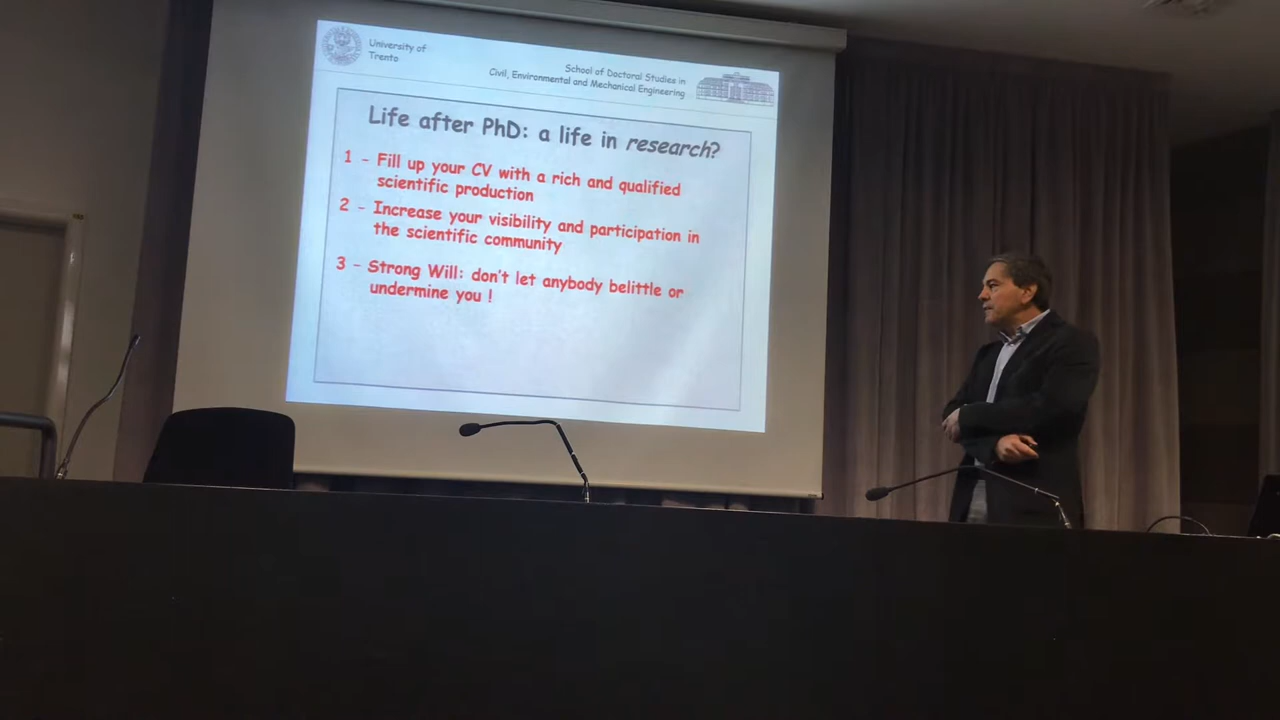 University of
Trento
School of Doctoral Studies in
Civil, Environmental and Mechanical Engineering
Life after PhD: a life in research?
1 - Fill up your CV with a rich and qualified
scientific production
2 - Increase your visibility and participation in
the scientific community
3 - Strong Will: don't let anybody belittle or
undermine you !